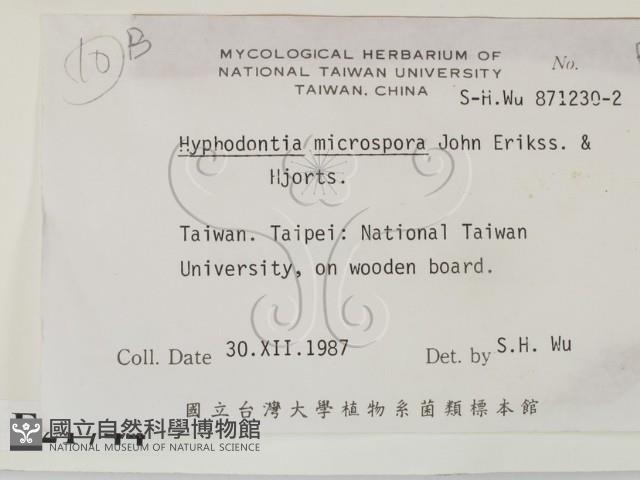 10 B
MYCOLOGICAL HERBARIUM OF
NATIONAL TAIWAN UNIVERSITY
TAIWAN. CHINA
No.
S-H.Wu 871230-2
Hyphodontia microspora John Erikss. &
Hjorts.
Taiwan. Taipei: National Taiwan
University, on wooden board.
Coll. Date 30.XII.1987
Det. by S.H. Wu
國立台灣大學植物系菌類標本館
國立自然科學博物館
NATIONAL MUSEUM OF NATURAL SCIENCE